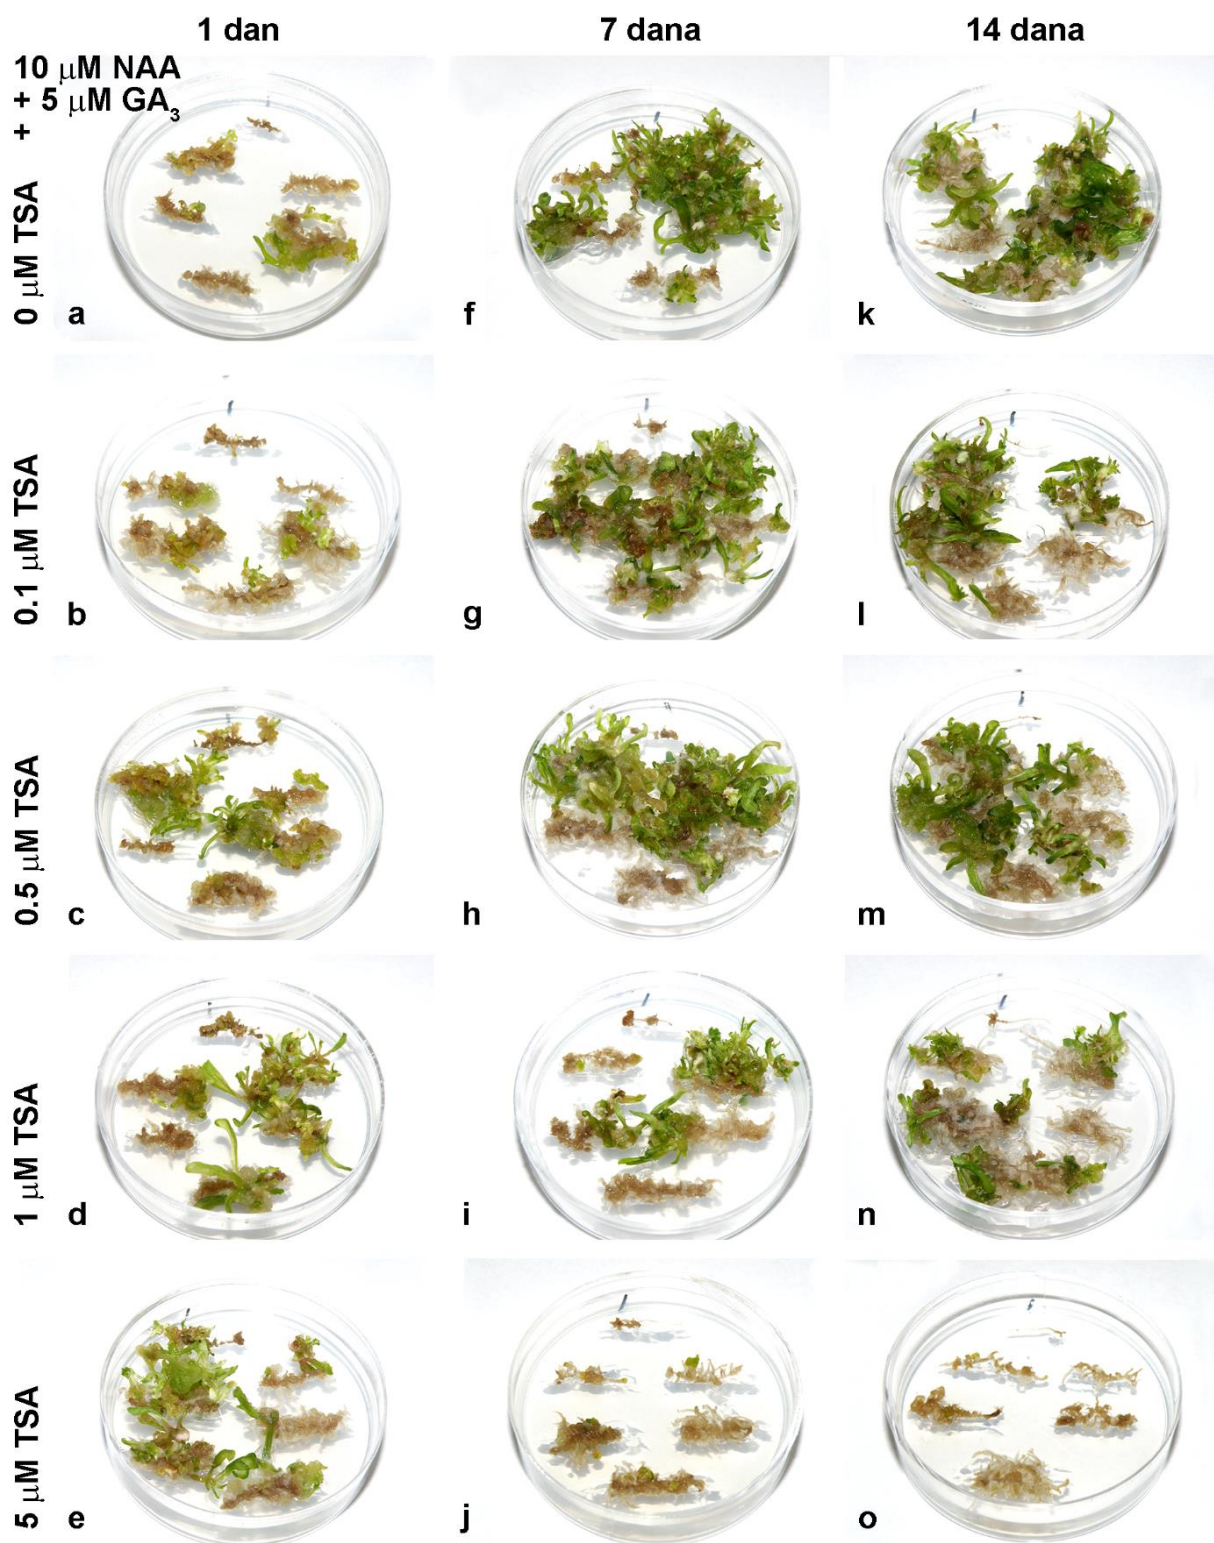 1 dan
7 dana
14 dana
10 μM NAA
+ 5 μM GA3
+
0 μM TSA
a
f
k
0.1 μM TSA
b
g
l
0.5 μM TSA
c
h
m
1 μM TSA
d
i
n
5 μM TSA
e
j
o